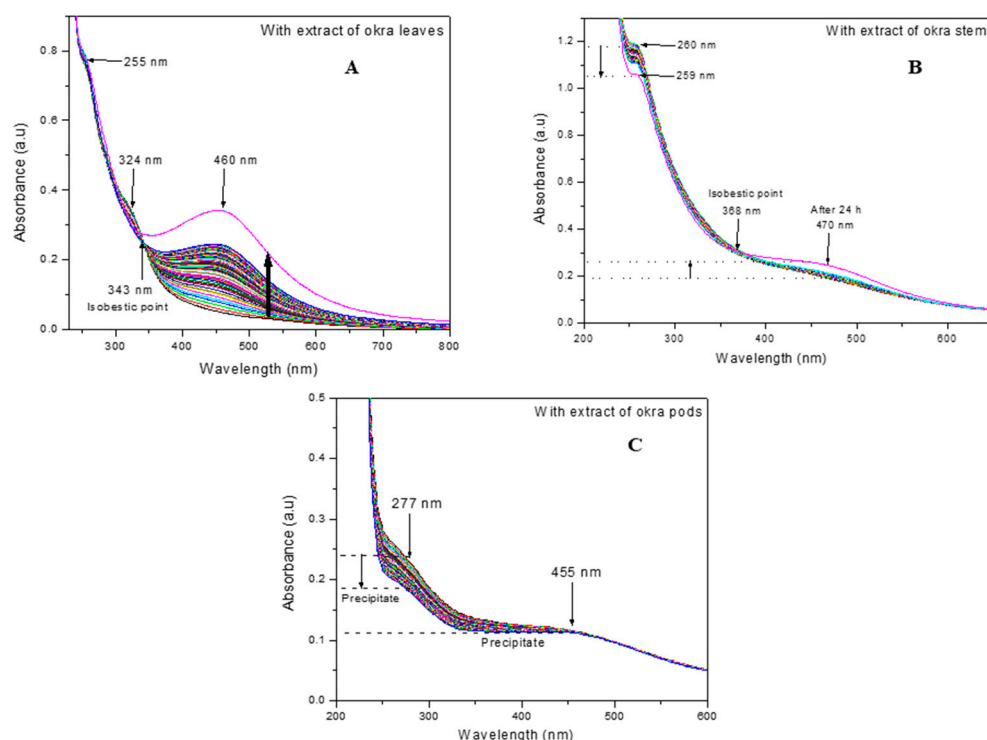 With extract of okra leaves
A
0.8
0.6
0.4
0.2
0.0
Absorbance (a.u)
255 nm
324 nm
460 nm
343 nm
Isobestic point
300
400
500
600
700
800
Wavelength (nm)
With extract of okra stem
B
1.2
1.0
0.8
0.6
0.4
0.2
0.0
Absorbance (a.u)
260 nm
259 nm
Isobestic point
368 nm
After 24 h
470 nm
200
300
400
500
600
Wavelength (nm)
With extract of okra pods
C
0.5
0.4
0.3
0.2
0.1
0.0
Absorbance (a.u)
277 nm
455 nm
Precipitate
Precipitate
200
300
400
500
600
Wavelength (nm)